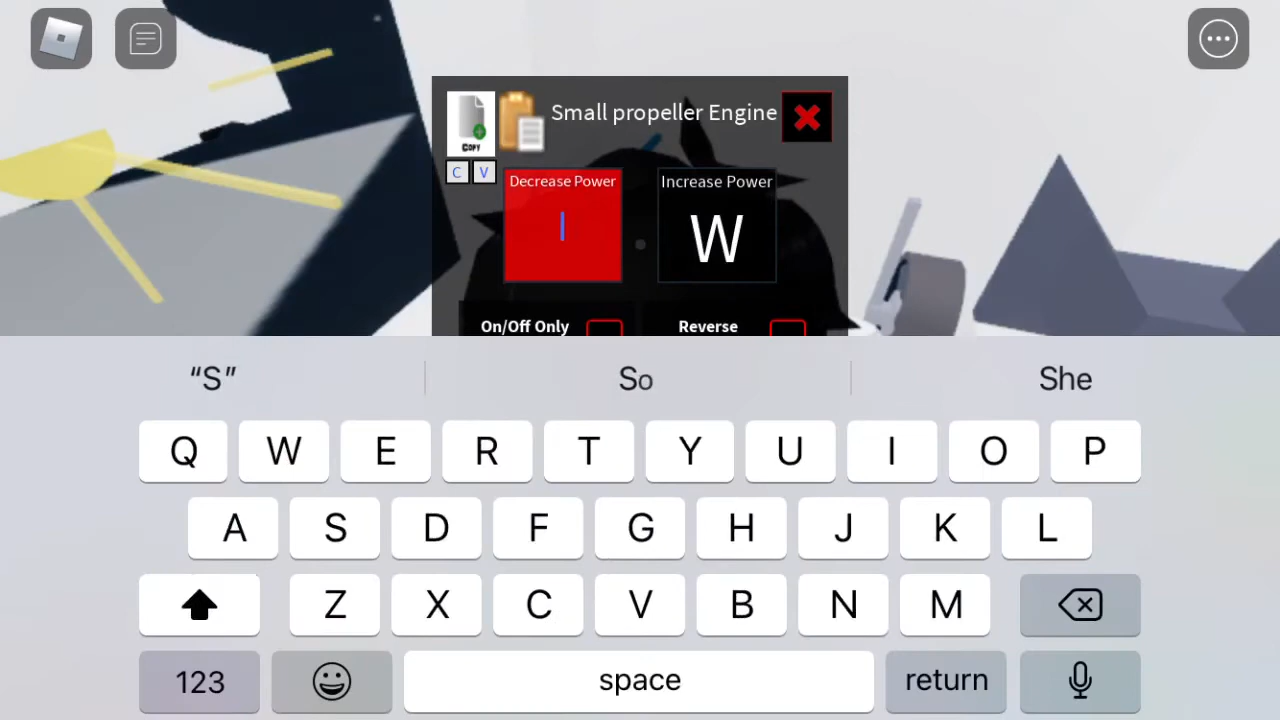 Small propeller Engine
COPY
C V
Decrease Power Increase Power
W
On/Off Only Reverse
“S” So She
Q W E R T Y U I O P
A S D F G H J K L
Z X C V B N M
123 space return